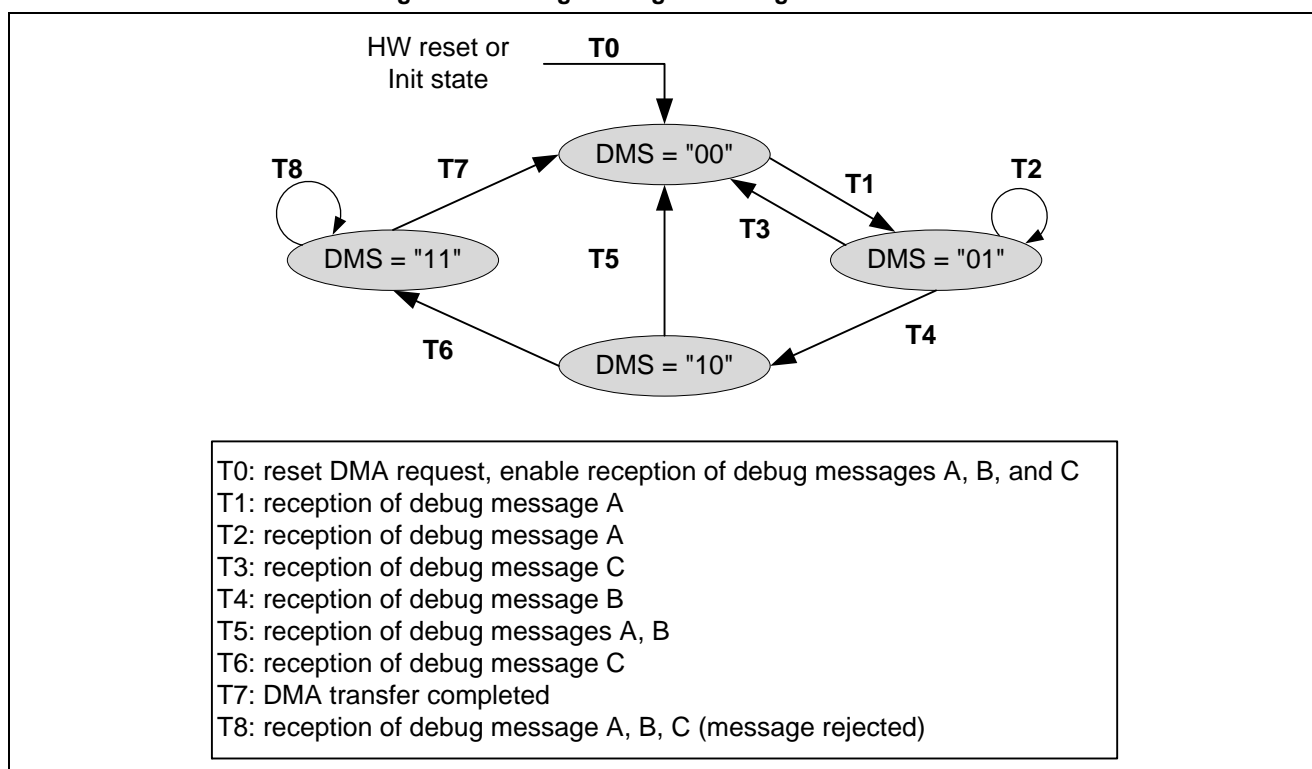 HW reset or
Init state
T0
DMS = "00"
T8
T7
T1
T2
T3
DMS = "11"
T5
DMS = "01"
T6
T4
DMS = "10"
T0: reset DMA request, enable reception of debug messages A, B, and C
T1: reception of debug message A
T2: reception of debug message A
T3: reception of debug message C
T4: reception of debug message B
T5: reception of debug messages A, B
T6: reception of debug message C
T7: DMA transfer completed
T8: reception of debug message A, B, C (message rejected)